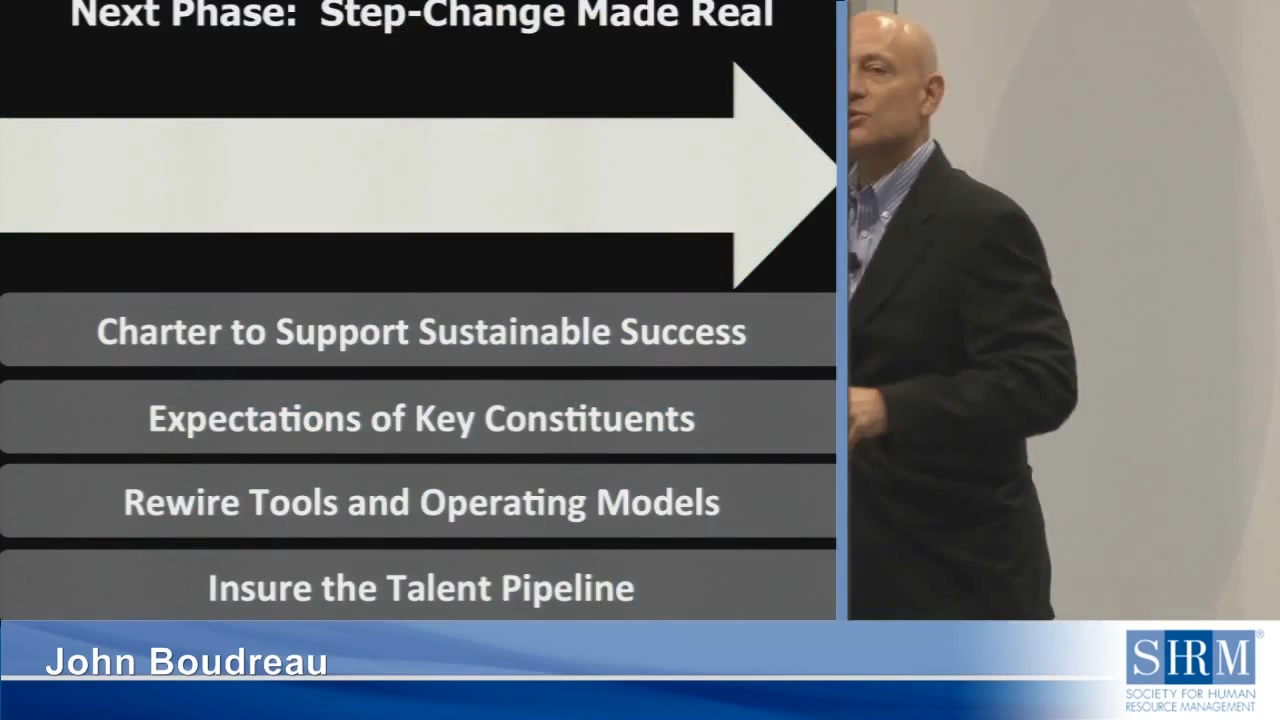 Next Phase:  Step-Change Made Real
Charter to Support Sustainable Success
Expectations of Key Constituents
Rewire Tools and Operating Models
Insure the Talent Pipeline
John Boudreau
SHRM®
SOCIETY FOR HUMAN
RESOURCE MANAGEMENT